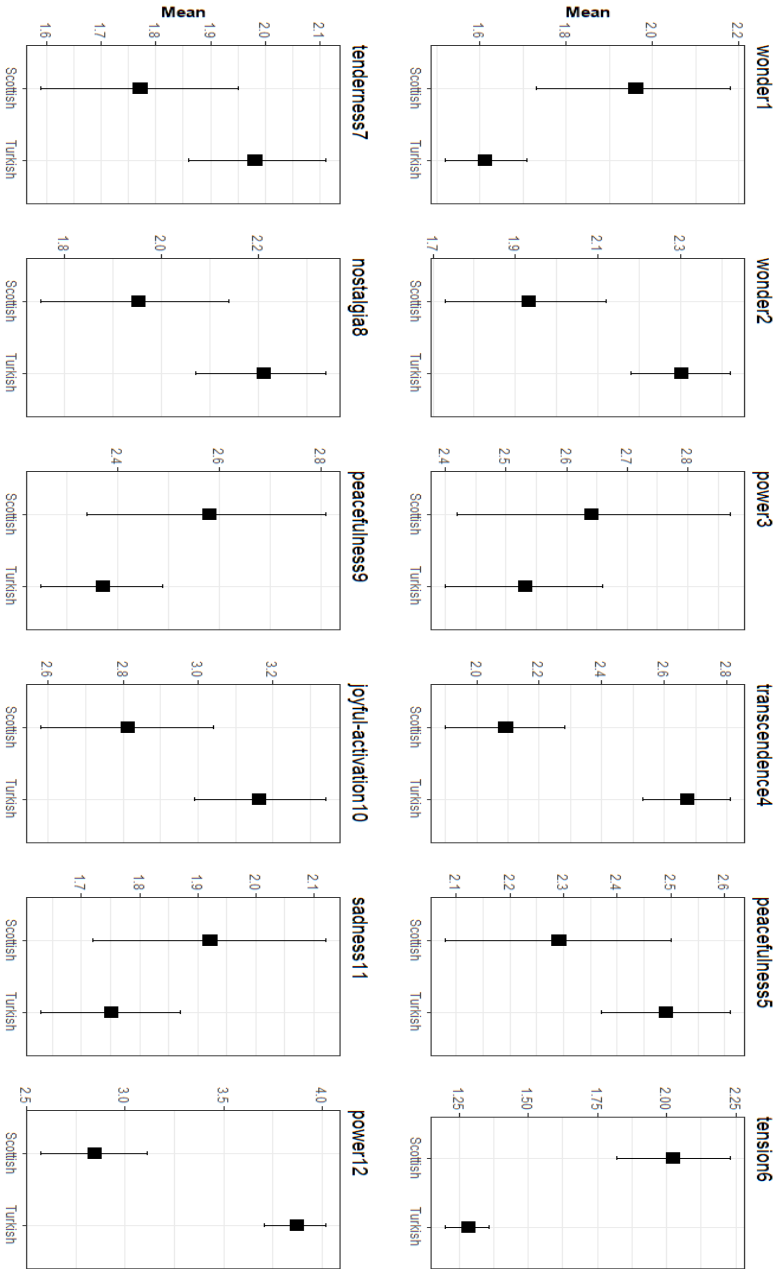 wonder1
Mean
2.2
2.0
1.8
1.6
Scottish Turkish
wonder2
2.3
2.1
1.9
1.7
Scottish Turkish
power3
2.8
2.7
2.6
2.5
2.4
Scottish Turkish
transcendence4
2.8
2.6
2.4
2.2
2.0
Scottish Turkish
peacefulness5
2.6
2.5
2.4
2.3
2.2
2.1
Scottish Turkish
tension6
2.25
2.00
1.75
1.50
1.25
Scottish Turkish
tenderness7
Mean
2.1
2.0
1.9
1.8
1.7
1.6
Scottish Turkish
nostalgia8
2.2
2.0
1.8
Scottish Turkish
peacefulness9
2.8
2.6
2.4
Scottish Turkish
joyful-activation10
3.2
3.0
2.8
2.6
Scottish Turkish
sadness11
2.1
2.0
1.9
1.8
1.7
Scottish Turkish
power12
4.0
3.5
3.0
2.5
Scottish Turkish